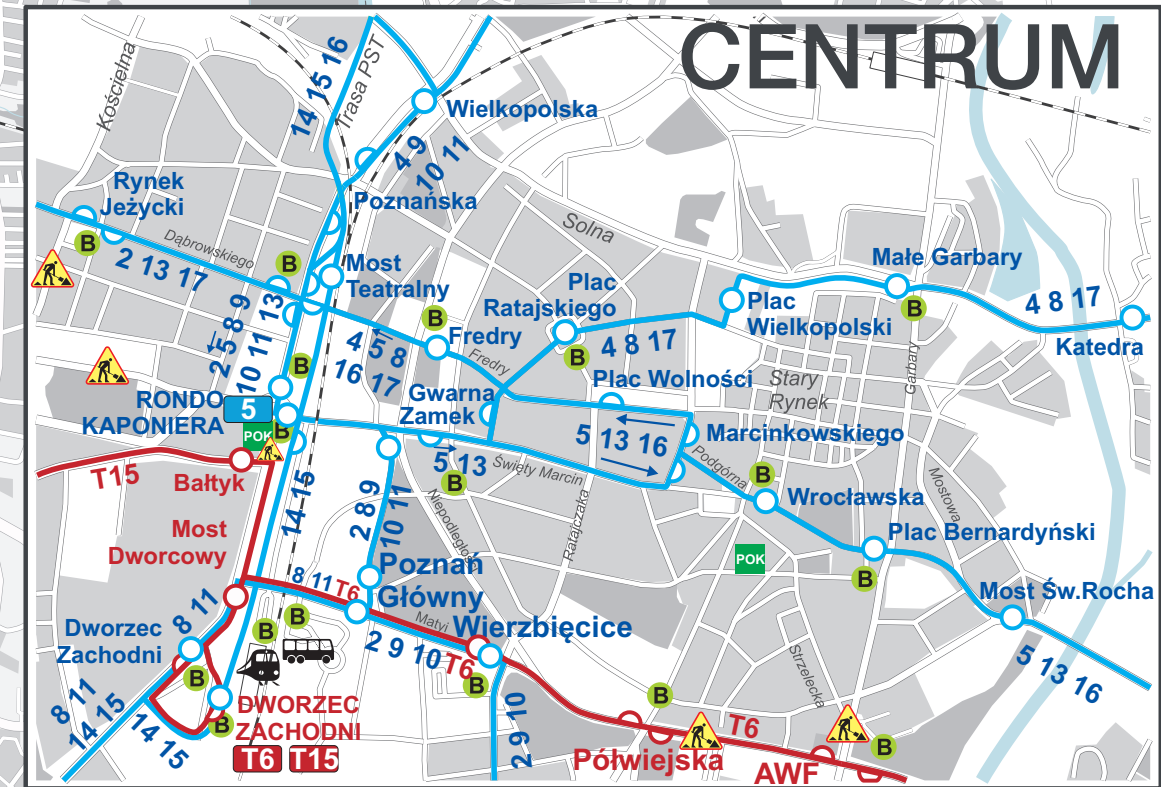 CENTRUM
Kościelna
14 15 16
Trasa PST
Wielkopolska
4 9
10 11
Rynek
Jeżycki
B
Poznańska
Solna
Dąbrowskiego
2 13 17
B
Most
Teatralny
Małe Garbary
Plac
Ratajskiego
Plac
Wielkopolski
B
4 8 17
Katedra
B
Fredry
B
4 8 17
2 5 8 9
10 11 13
4 5 8
16 17
Fredry
Garbary
B
Gwarna
Zamek
Plac Wolności
Stary
Rynek
RONDO
KAPONIERA
5
POK
B
5 13 16
Marcinkowskiego
T15
Bałtyk
5 13
Święty Marcin
B
Podgórna
B
Wrocławska
Mostowa
14 15
2 8 9
10 11
Niepodległości
Ratajczaka
Most
Dworcowy
Plac Bernardyński
POK
B
Poznań
Główny
8 11
T6
Most Św.Rocha
8 11
Matyi
Wierzbięcice
B
B
Dworzec
Zachodni
2 9 10
T6
Strzelecka
5 13 16
B
B
B
8 11
14 15
14 15
B
DWORZEC
ZACHODNI
T6
T15
2 9 10
T6
Półwiejska
B
AWF